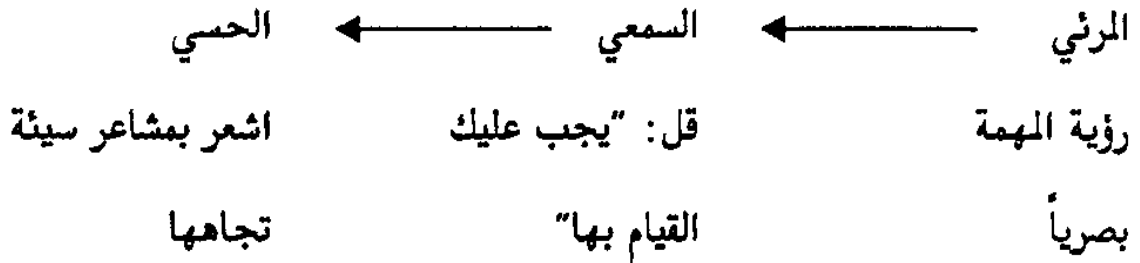 المرئي السمعي الحسي
رؤية المهمة قل: "يجب عليك اشعر بمشاعر سيئة
بصرياً القيام بها" تجاهها